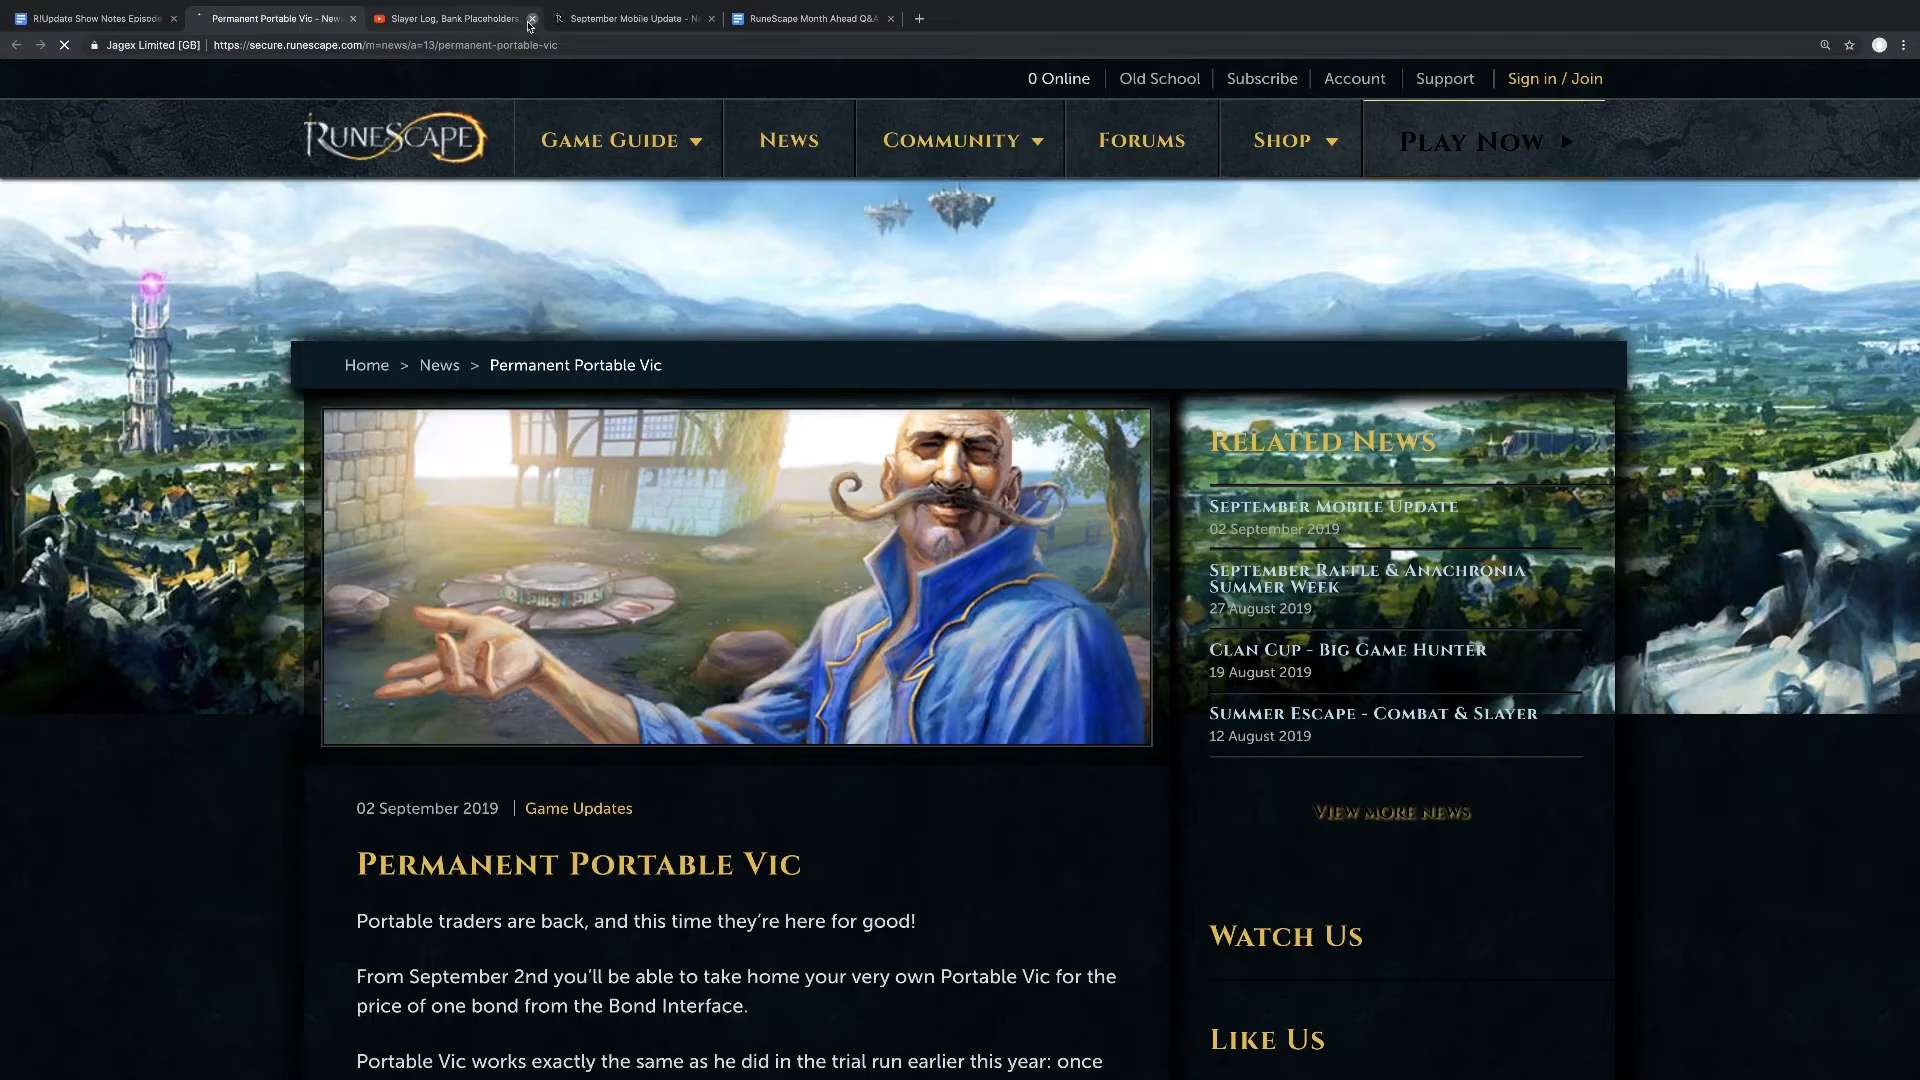 R!Update Show Notes Episode
Permanent Portable Vic - New
Slayer Log, Bank Placeholders
September Mobile Update - N
RuneScape Month Ahead Q&A
Jagex Limited [GB] https://secure.runescape.com/m=news/a=13/permanent-portable-vic
0 Online Old School Subscribe Account Support Sign in / Join
RuneScape
Game Guide News Community Forums Shop Play Now
Home > News > Permanent Portable Vic
Related News
September Mobile Update
02 September 2019
September Raffle & Anachronia
Summer Week
27 August 2019
Clan Cup - Big Game Hunter
19 August 2019
Summer Escape - Combat & Slayer
12 August 2019
View more news
02 September 2019 Game Updates
Permanent Portable Vic
Portable traders are back, and this time they’re here for good!
From September 2nd you’ll be able to take home your very own Portable Vic for the
price of one bond from the Bond Interface.
Portable Vic works exactly the same as he did in the trial run earlier this year: once
Watch Us
Like Us